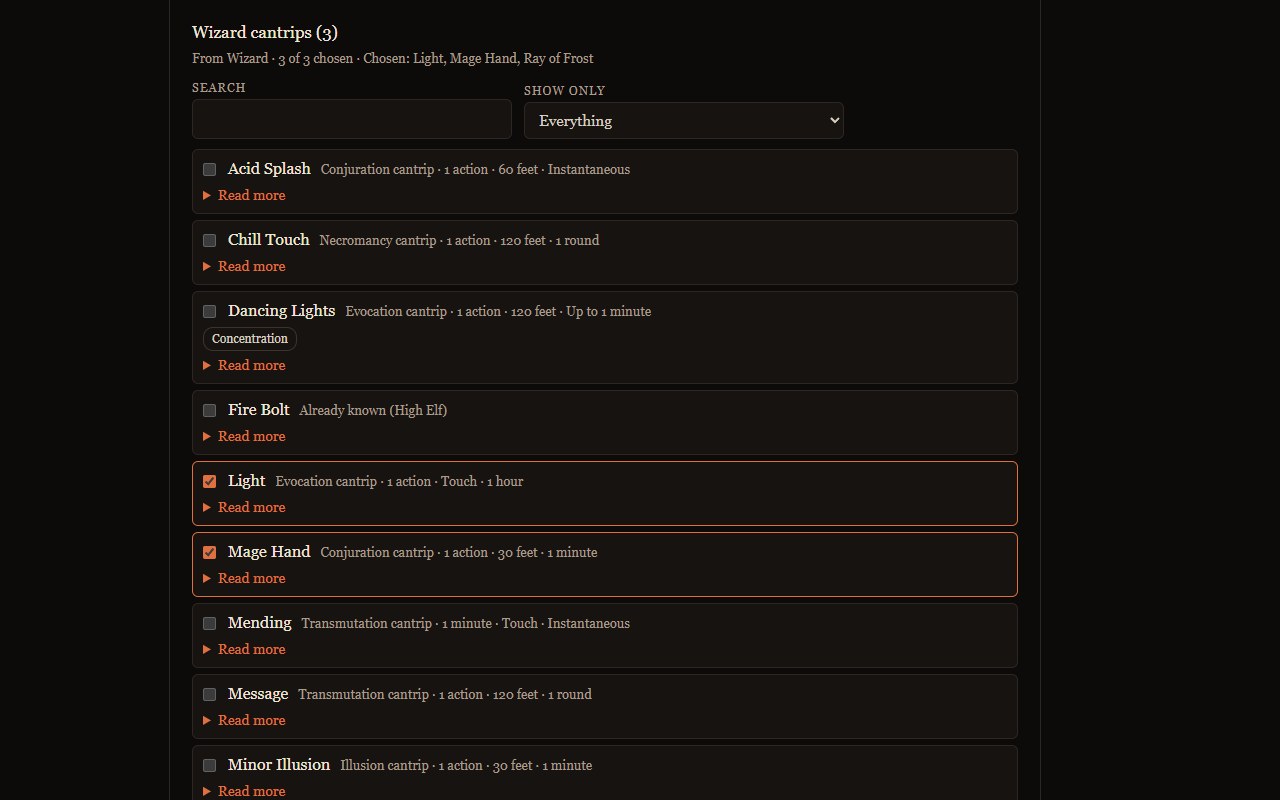 Wizard cantrips (3)
From Wizard · 3 of 3 chosen · Chosen: Light, Mage Hand, Ray of Frost
SEARCH
SHOW ONLY
Everything
Acid Splash Conjuration cantrip · 1 action · 60 feet · Instantaneous
Read more
Chill Touch Necromancy cantrip · 1 action · 120 feet · 1 round
Read more
Dancing Lights Evocation cantrip · 1 action · 120 feet · Up to 1 minute
Concentration
Read more
Fire Bolt Already known (High Elf)
Read more
Light Evocation cantrip · 1 action · Touch · 1 hour
Read more
Mage Hand Conjuration cantrip · 1 action · 30 feet · 1 minute
Read more
Mending Transmutation cantrip · 1 minute · Touch · Instantaneous
Read more
Message Transmutation cantrip · 1 action · 120 feet · 1 round
Read more
Minor Illusion Illusion cantrip · 1 action · 30 feet · 1 minute
Read more